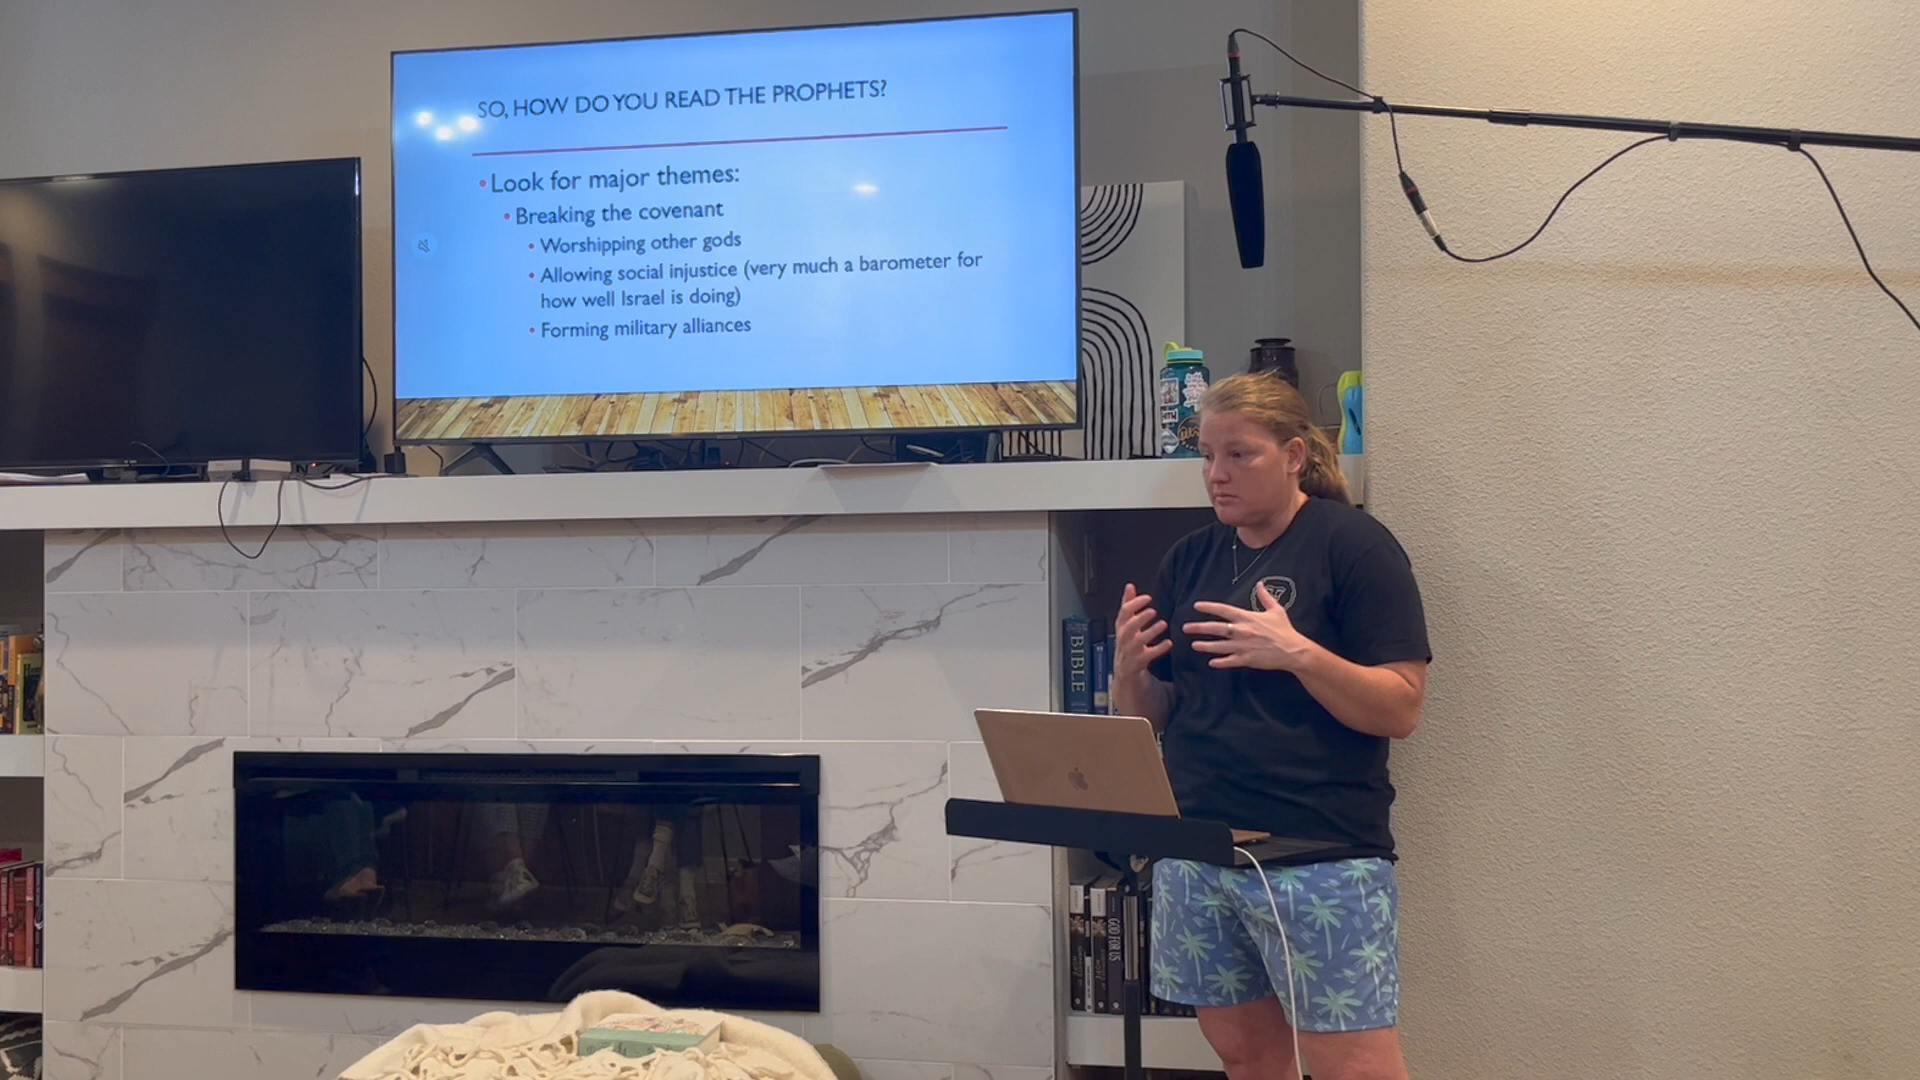 SO, HOW DO YOU READ THE PROPHETS?
• Look for major themes:
• Breaking the covenant
• Worshipping other gods
• Allowing social injustice (very much a barometer for
how well Israel is doing)
• Forming military alliances
BIBLE
GOD FOR US